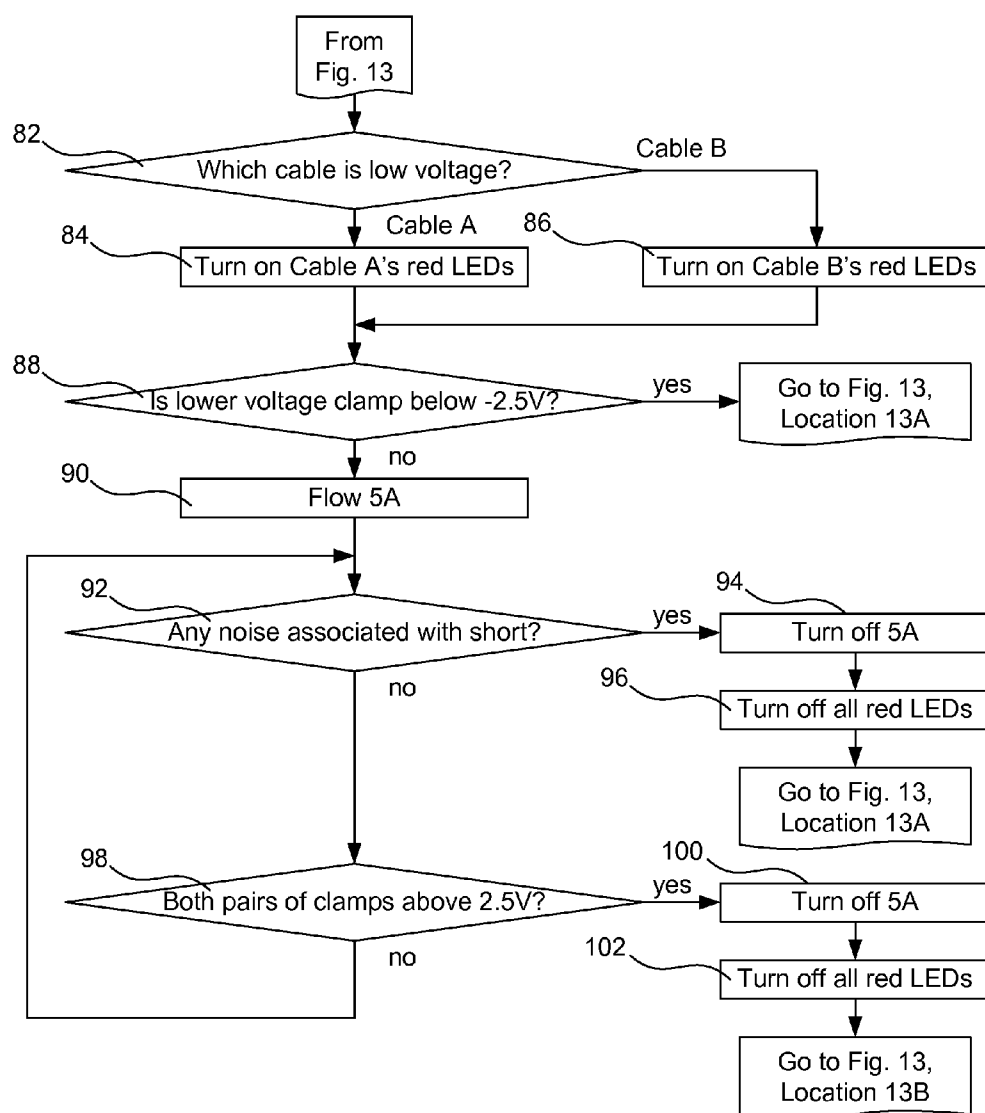 From
Fig. 13
82
Which cable is low voltage?
Cable B
Cable A
84
Turn on Cable A's red LEDs
86
Turn on Cable B's red LEDs
88
Is lower voltage clamp below -2.5V?
yes
Go to Fig. 13,
Location 13A
no
90
Flow 5A
92
Any noise associated with short?
yes
94
Turn off 5A
no
96
Turn off all red LEDs
Go to Fig. 13,
Location 13A
98
Both pairs of clamps above 2.5V?
yes
100
Turn off 5A
no
102
Turn off all red LEDs
Go to Fig. 13,
Location 13B